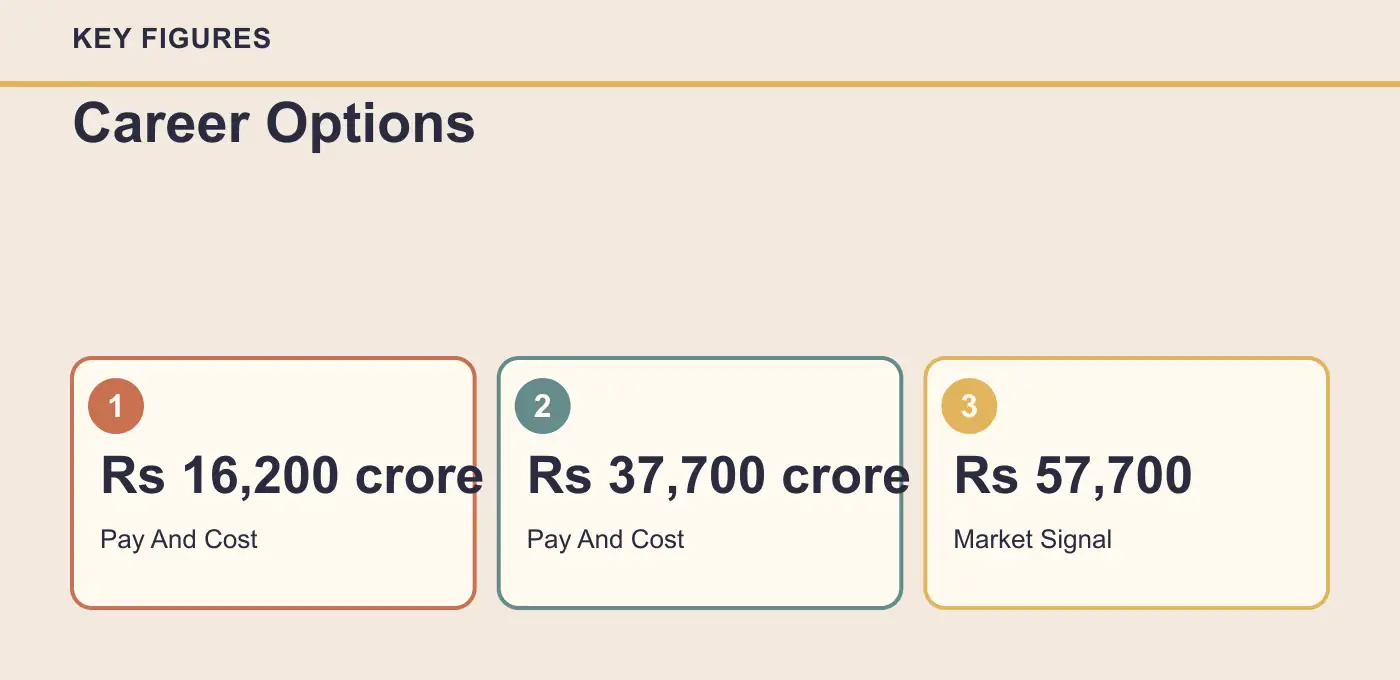 KEY FIGURES
Career Options
1
Rs 16,200 crore
Pay And Cost
2
Rs 37,700 crore
Pay And Cost
3
Rs 57,700
Market Signal